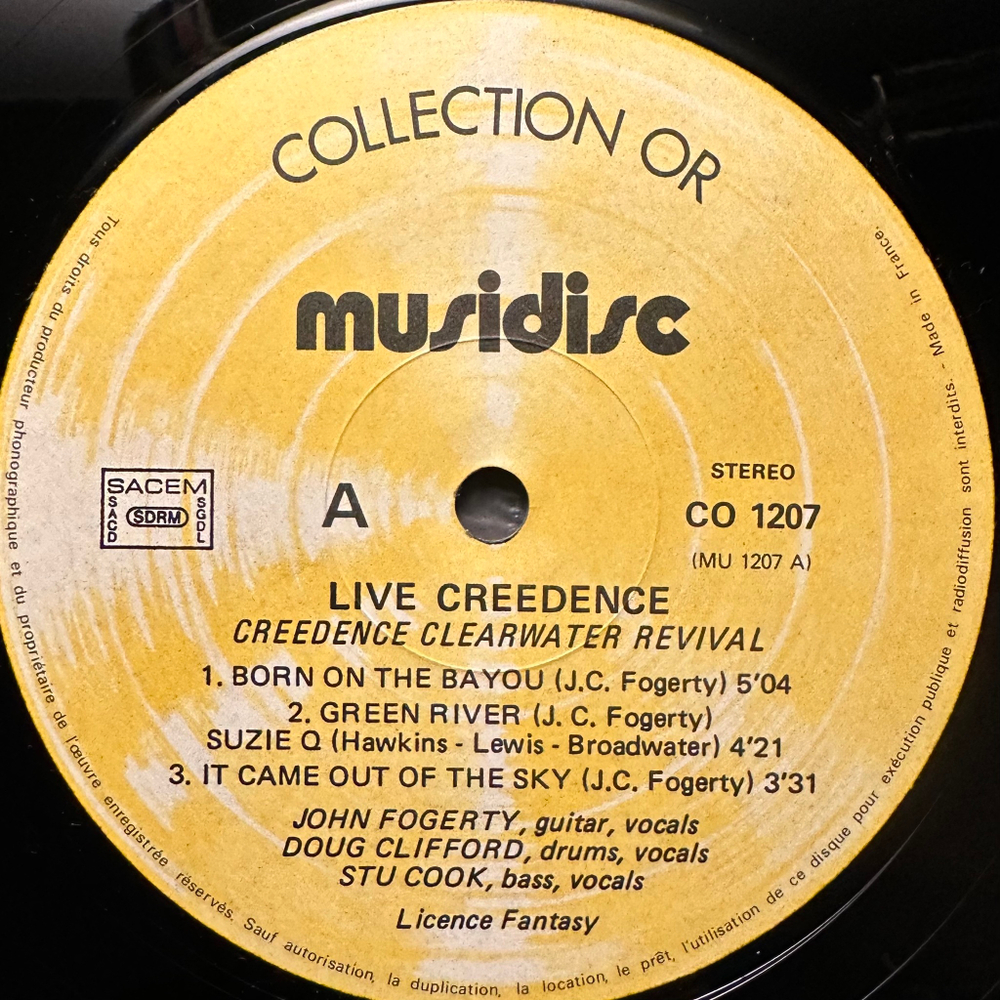 COLLECTION OR
musidisc
SACEM
SACD
SDRM
SGDL
A
STEREO
CO 1207
(MU 1207 A)
LIVE CREEDENCE
CREEDENCE CLEARWATER REVIVAL
1. BORN ON THE BAYOU (J.C. Fogerty) 5'04
2. GREEN RIVER (J. C. Fogerty)
SUZIE Q (Hawkins - Lewis - Broadwater) 4'21
3. IT CAME OUT OF THE SKY (J.C. Fogerty) 3'31
JOHN FOGERTY, guitar, vocals
DOUG CLIFFORD, drums, vocals
STU COOK, bass, vocals
Licence Fantasy
Tous droits du producteur phonographique et du propriétaire de l'œuvre enregistrée réservés. Sauf autorisation, la duplication, la location, le prêt, l'utilisation de ce disque pour exécution publique et radiodiffusion sont interdits. - Made in France.